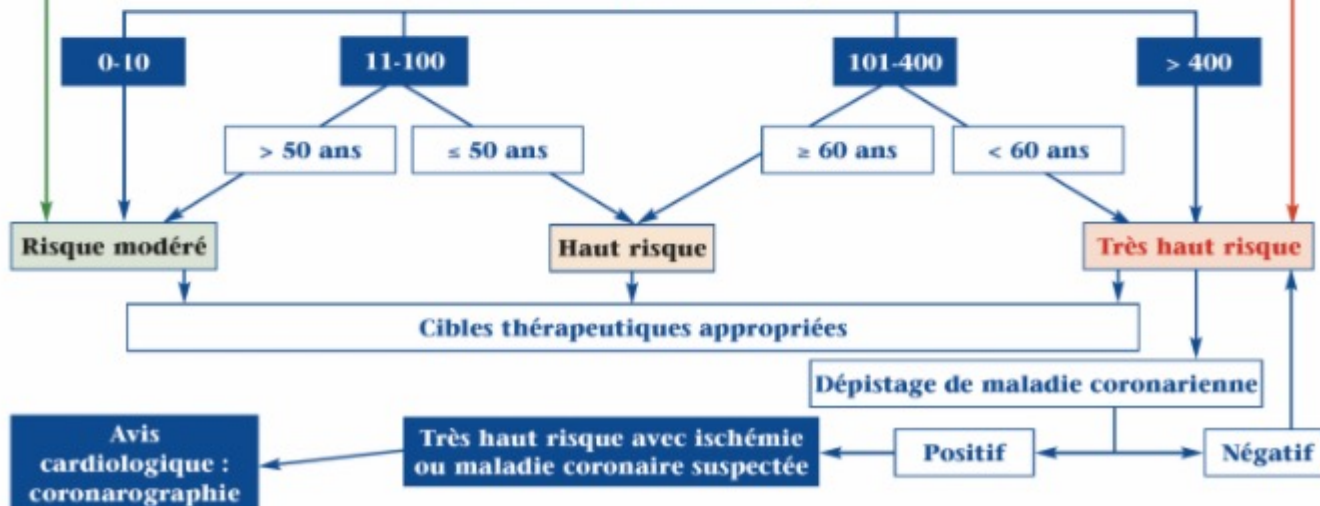 0-10
11-100
101-400
> 400
> 50 ans
≤ 50 ans
≥ 60 ans
< 60 ans
Risque modéré
Haut risque
Très haut risque
Cibles thérapeutiques appropriées
Dépistage de maladie coronarienne
Avis
cardiologique :
coronarographie
Très haut risque avec ischémie
ou maladie coronaire suspectée
Positif
Négatif